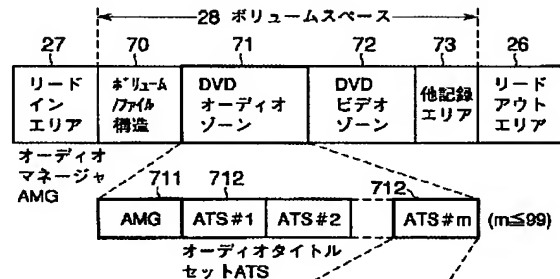 28 ボリュームスペース
27 70 71 72 73 26
リード
イン
エリア
ボリューム
/ファイル
構造
DVD
オーディオ
ゾーン
DVD
ビデオ
ゾーン
他記録
エリア
リード
アウト
エリア
オーディオ
マネージャ
AMG
711 712 712
AMG ATS#1 ATS#2 ATS#m (m≦99)
オーディオタイトル
セットATS